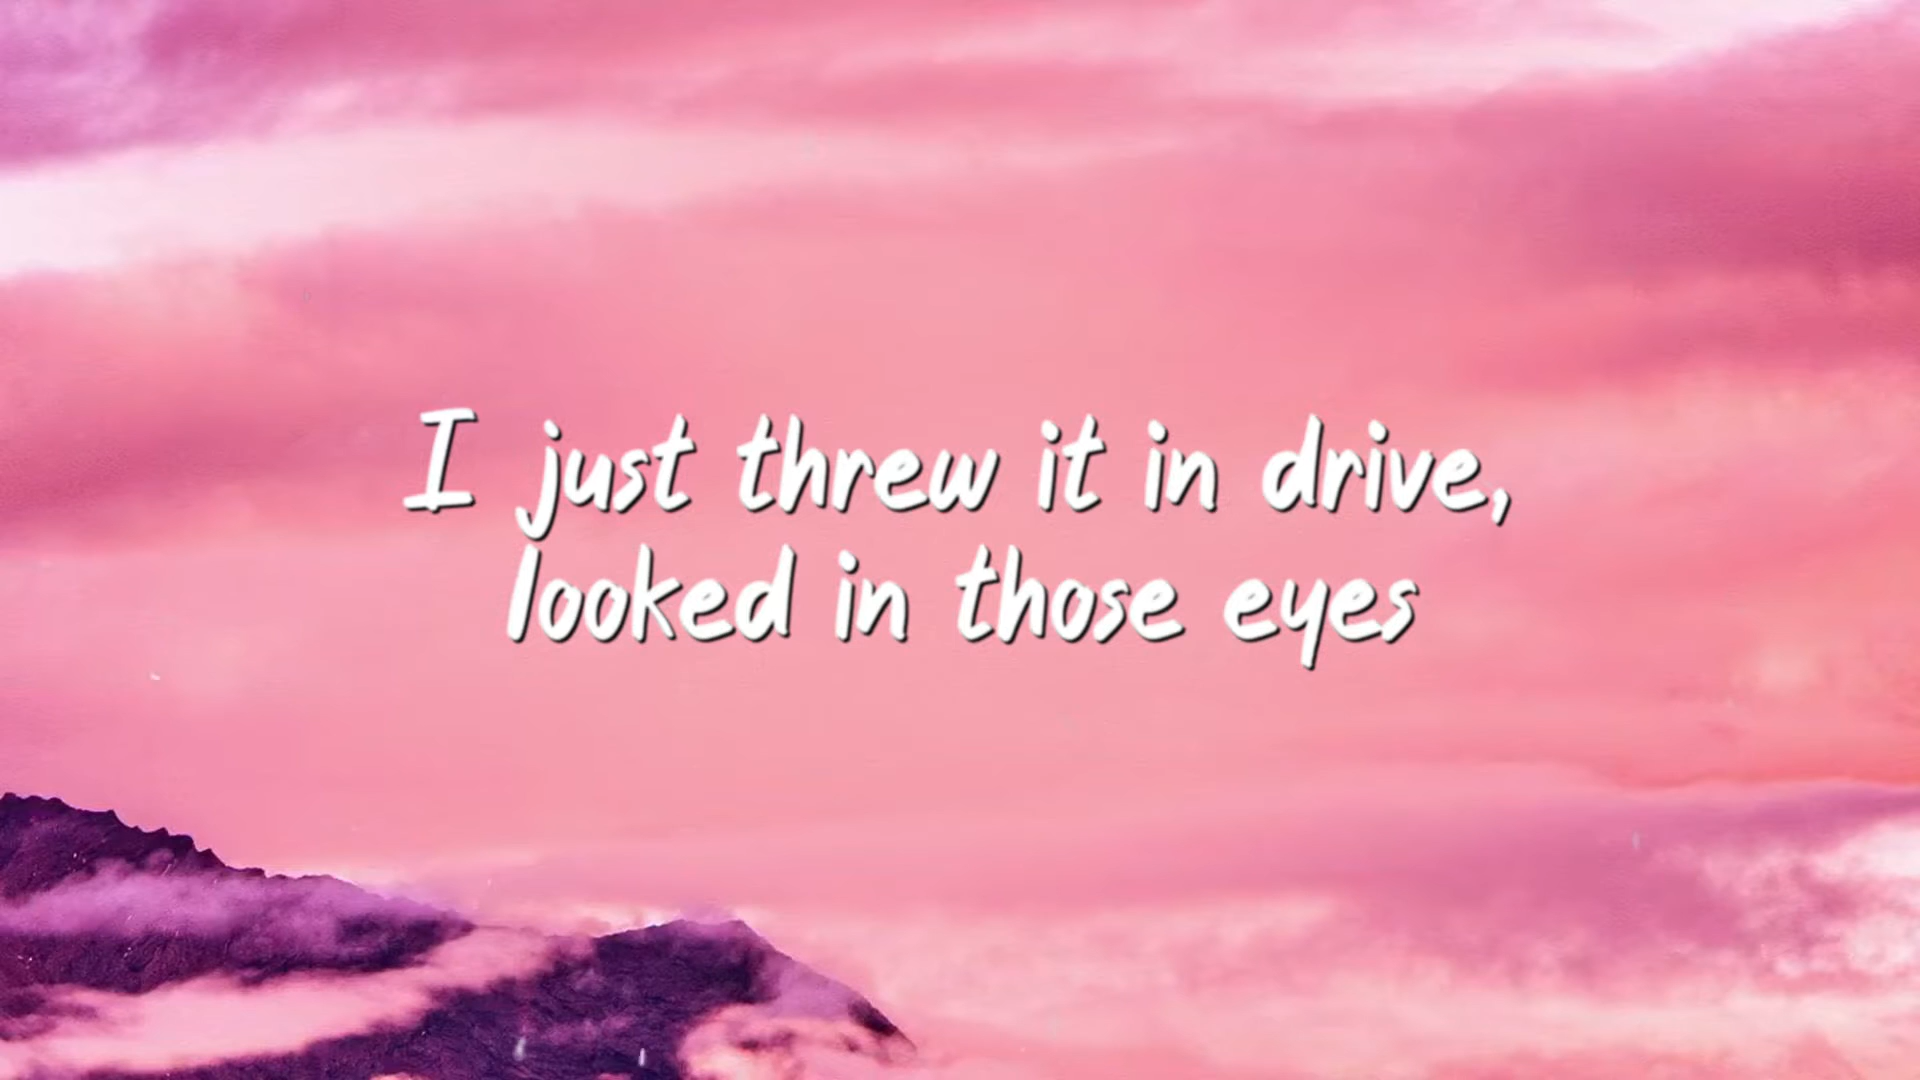 I just threw it in drive,
looked in those eyes